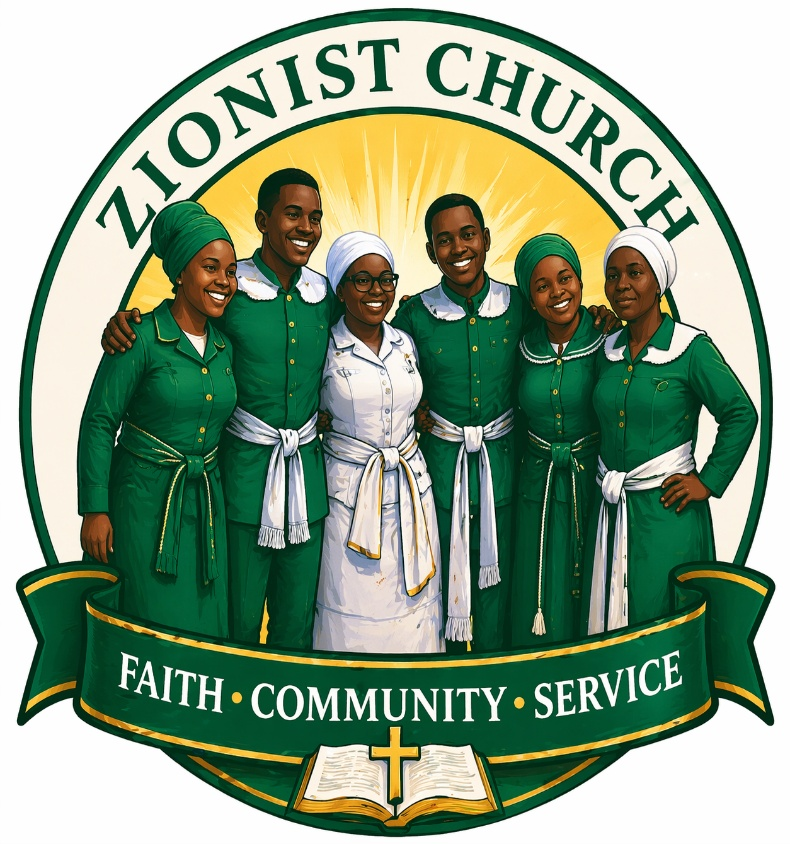 ZIONIST CHURCH
FAITH • COMMUNITY • SERVICE